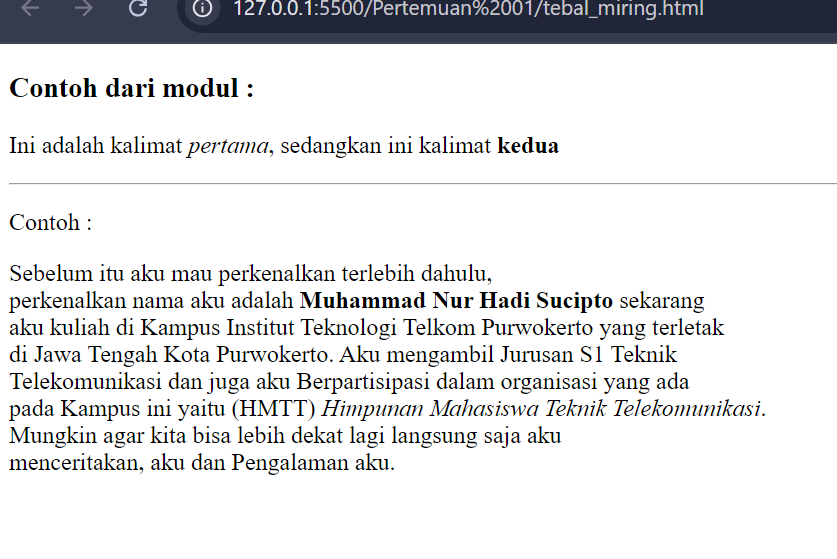 127.0.0.1:5500/Pertemuan%2001/tebal_miring.html
Contoh dari modul :
Ini adalah kalimat pertama, sedangkan ini kalimat kedua
Contoh :
Sebelum itu aku mau perkenalkan terlebih dahulu,
perkenalkan nama aku adalah Muhammad Nur Hadi Sucipto sekarang
aku kuliah di Kampus Institut Teknologi Telkom Purwokerto yang terletak
di Jawa Tengah Kota Purwokerto. Aku mengambil Jurusan S1 Teknik
Telekomunikasi dan juga aku Berpartisipasi dalam organisasi yang ada
pada Kampus ini yaitu (HMTT) Himpunan Mahasiswa Teknik Telekomunikasi.
Mungkin agar kita bisa lebih dekat lagi langsung saja aku
menceritakan, aku dan Pengalaman aku.